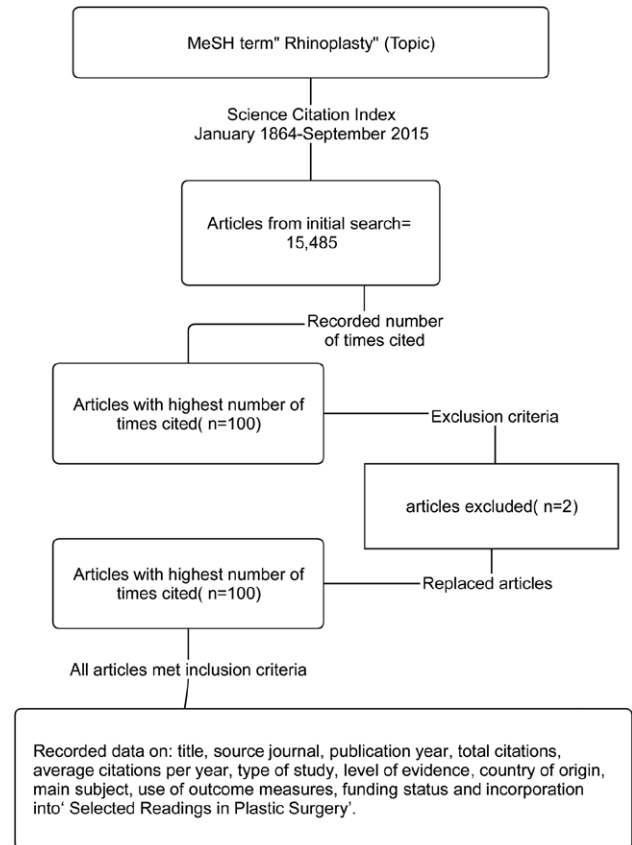 MeSH term" Rhinoplasty" (Topic)
Science Citation Index
January 1864-September 2015
Articles from initial search=
15,485
Recorded number
of times cited
Articles with highest number of
times cited( n=100)
Exclusion criteria
articles excluded( n=2)
Replaced articles
Articles with highest number of
times cited( n=100)
All articles met inclusion criteria
Recorded data on: title, source journal, publication year, total citations,
average citations per year, type of study, level of evidence, country of origin,
main subject, use of outcome measures, funding status and incorporation
into‘ Selected Readings in Plastic Surgery’.